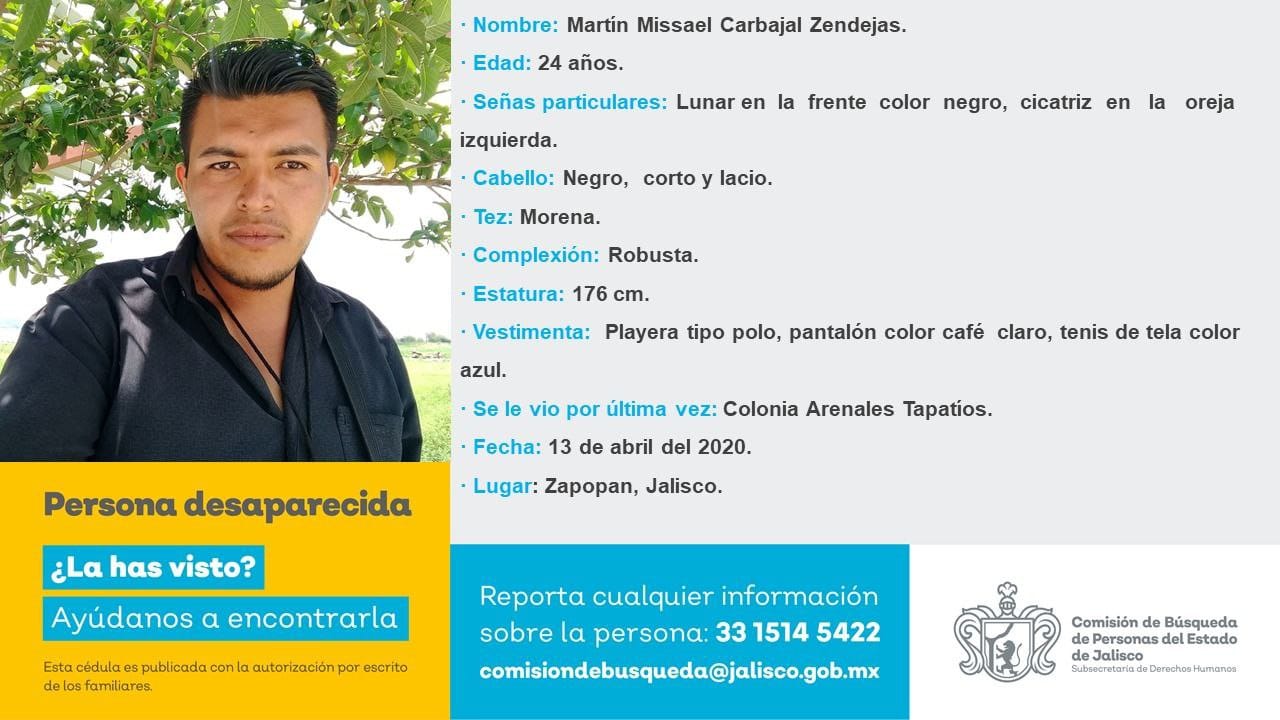 · Nombre: Martín Missael Carbajal Zendejas.
· Edad: 24 años.
· Señas particulares: Lunar en la frente color negro, cicatriz en la oreja
izquierda.
· Cabello: Negro, corto y lacio.
· Tez: Morena.
· Complexión: Robusta.
· Estatura: 176 cm.
· Vestimenta: Playera tipo polo, pantalón color café claro, tenis de tela color
azul.
· Se le vio por última vez: Colonia Arenales Tapatíos.
· Fecha: 13 de abril del 2020.
· Lugar: Zapopan, Jalisco.
Persona desaparecida
¿La has visto?
Ayúdanos a encontrarla
Esta cédula es publicada con la autorización por escrito
de los familiares.
Reporta cualquier información
sobre la persona: 33 1514 5422
comisiondebusqueda@jalisco.gob.mx
Comisión de Búsqueda
de Personas del Estado
de Jalisco
Subsecretaría de Derechos Humanos